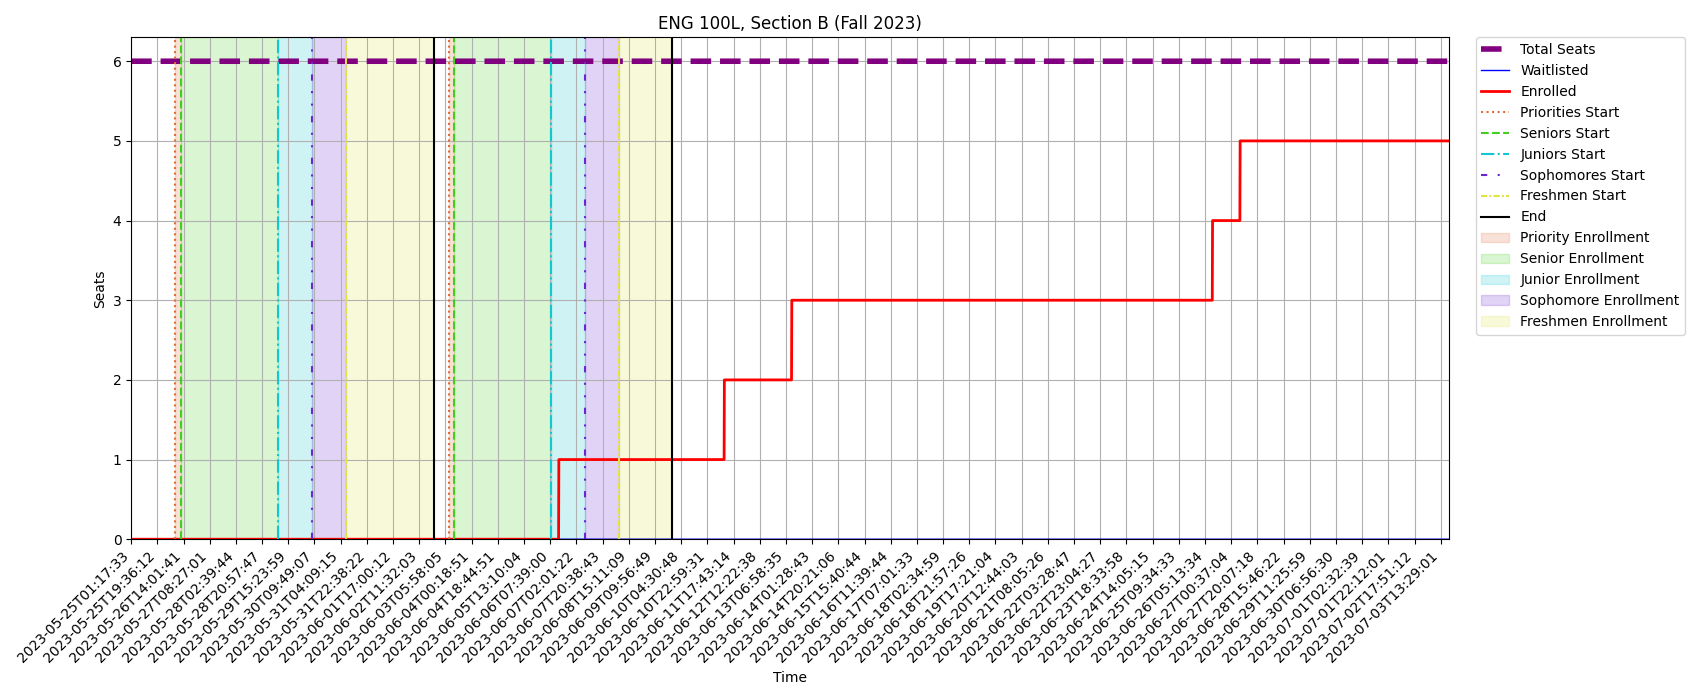 ENG 100L, Section B (Fall 2023)
Seats
6
5
4
3
2
1
0
2023-05-25T01:17:33
2023-05-25T19:36:12
2023-05-26T14:01:41
2023-05-27T08:27:01
2023-05-28T02:39:44
2023-05-28T20:57:47
2023-05-29T15:23:59
2023-05-30T09:49:07
2023-05-31T04:09:15
2023-05-31T22:38:22
2023-06-01T17:00:12
2023-06-02T11:32:03
2023-06-03T05:58:05
2023-06-04T00:18:51
2023-06-04T18:44:51
2023-06-05T13:10:04
2023-06-06T07:39:00
2023-06-07T02:01:22
2023-06-07T20:38:43
2023-06-08T15:11:09
2023-06-09T09:56:49
2023-06-10T04:30:48
2023-06-10T22:59:31
2023-06-11T17:43:14
2023-06-12T12:22:38
2023-06-13T06:58:35
2023-06-14T01:28:43
2023-06-14T20:21:06
2023-06-15T15:40:44
2023-06-16T11:39:44
2023-06-17T07:01:33
2023-06-18T02:34:59
2023-06-18T21:57:26
2023-06-19T17:21:04
2023-06-20T12:44:03
2023-06-21T08:05:26
2023-06-22T03:28:47
2023-06-22T23:04:27
2023-06-23T18:33:58
2023-06-24T14:05:15
2023-06-25T09:34:33
2023-06-26T05:13:34
2023-06-27T00:37:04
2023-06-27T20:07:18
2023-06-28T15:46:22
2023-06-29T11:25:59
2023-06-30T06:56:30
2023-07-01T02:32:39
2023-07-01T22:12:01
2023-07-02T17:51:12
2023-07-03T13:29:01
Time
Total Seats
Waitlisted
Enrolled
Priorities Start
Seniors Start
Juniors Start
Sophomores Start
Freshmen Start
End
Priority Enrollment
Senior Enrollment
Junior Enrollment
Sophomore Enrollment
Freshmen Enrollment